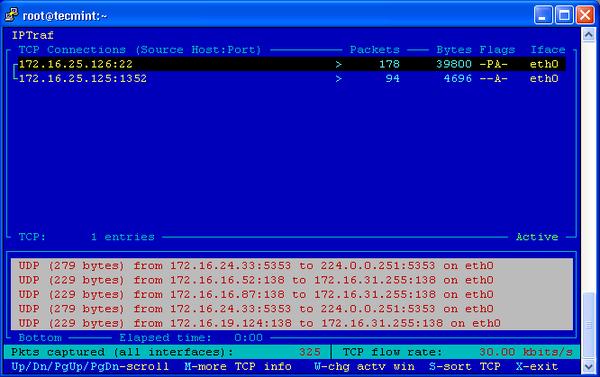 root@tecmint:~
IPTraf
TCP Connections (Source Host:Port) Packets Bytes Flags Iface
172.16.25.126:22 > 178 39800 -PA- eth0
172.16.25.125:1352 > 94 4696 --A- eth0
TCP: 1 entries Active
UDP (279 bytes) from 172.16.24.33:5353 to 224.0.0.251:5353 on eth0
UDP (229 bytes) from 172.16.16.52:138 to 172.16.31.255:138 on eth0
UDP (229 bytes) from 172.16.16.87:138 to 172.16.31.255:138 on eth0
UDP (279 bytes) from 172.16.24.33:5353 to 224.0.0.251:5353 on eth0
UDP (229 bytes) from 172.16.19.124:138 to 172.16.31.255:138 on eth0
Bottom Elapsed time: 0:00
Pkts captured (all interfaces): 325 TCP flow rate: 30.00 kbits/s
Up/Dn/PgUp/PgDn-scroll M-more TCP info W-chg actv win S-sort TCP X-exit